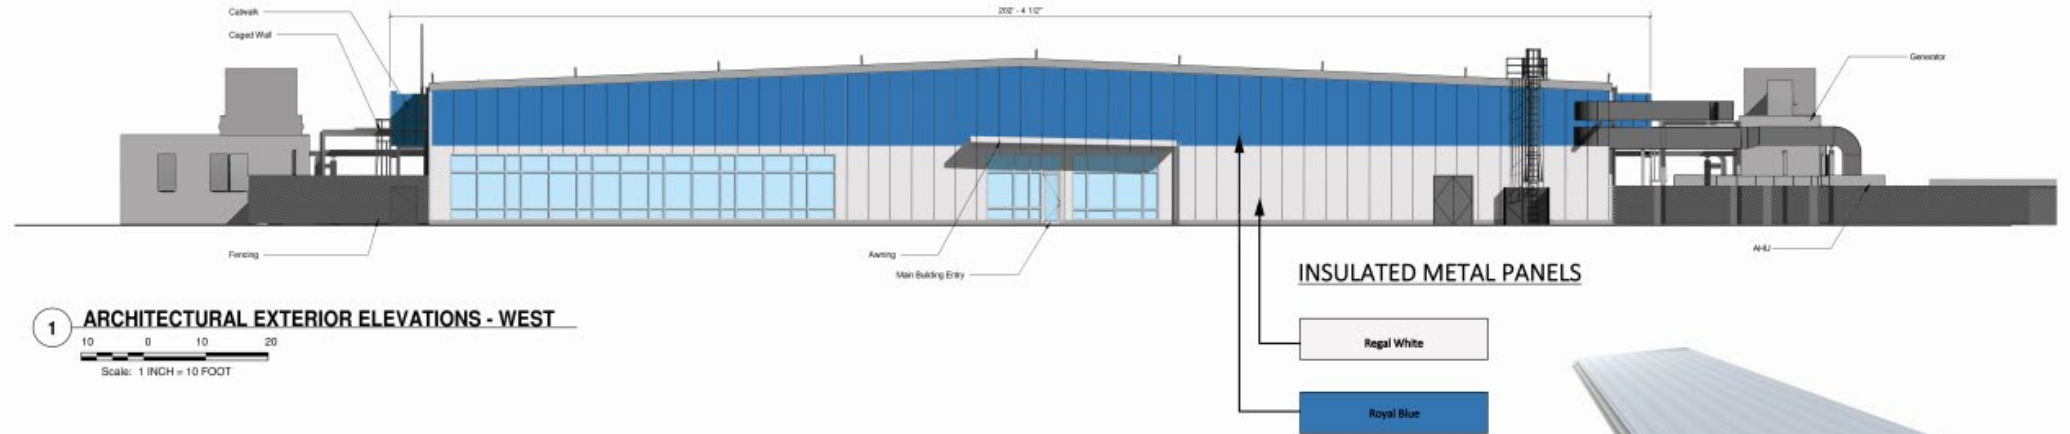 Catwalk
202' - 4 1/2"
Caged Wall
Generator
Fencing
Awning
AHU
Main Building Entry
INSULATED METAL PANELS
1
ARCHITECTURAL EXTERIOR ELEVATIONS - WEST
10 0 10 20
Scale: 1 INCH = 10 FOOT
Regal White
Royal Blue